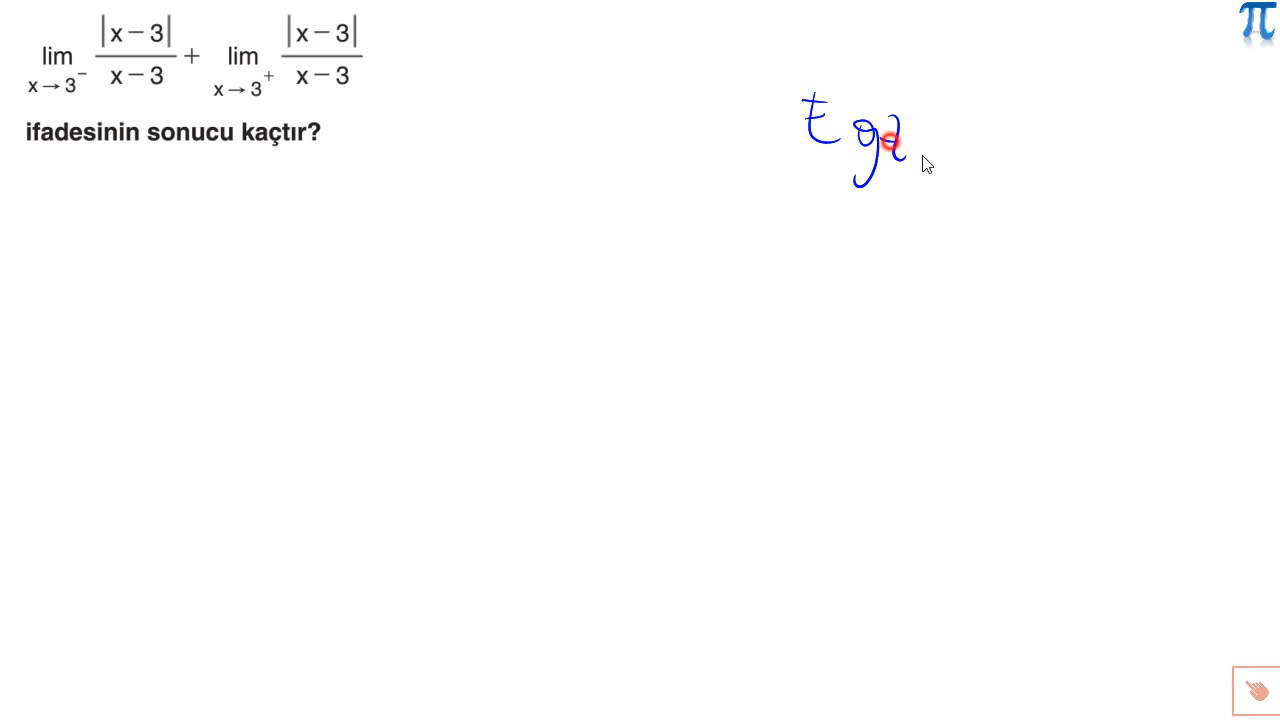 lim x→3⁻ |x−3| / x−3 + lim x→3⁺ |x−3| / x−3
ifadesinin sonucu kaçtır?
π